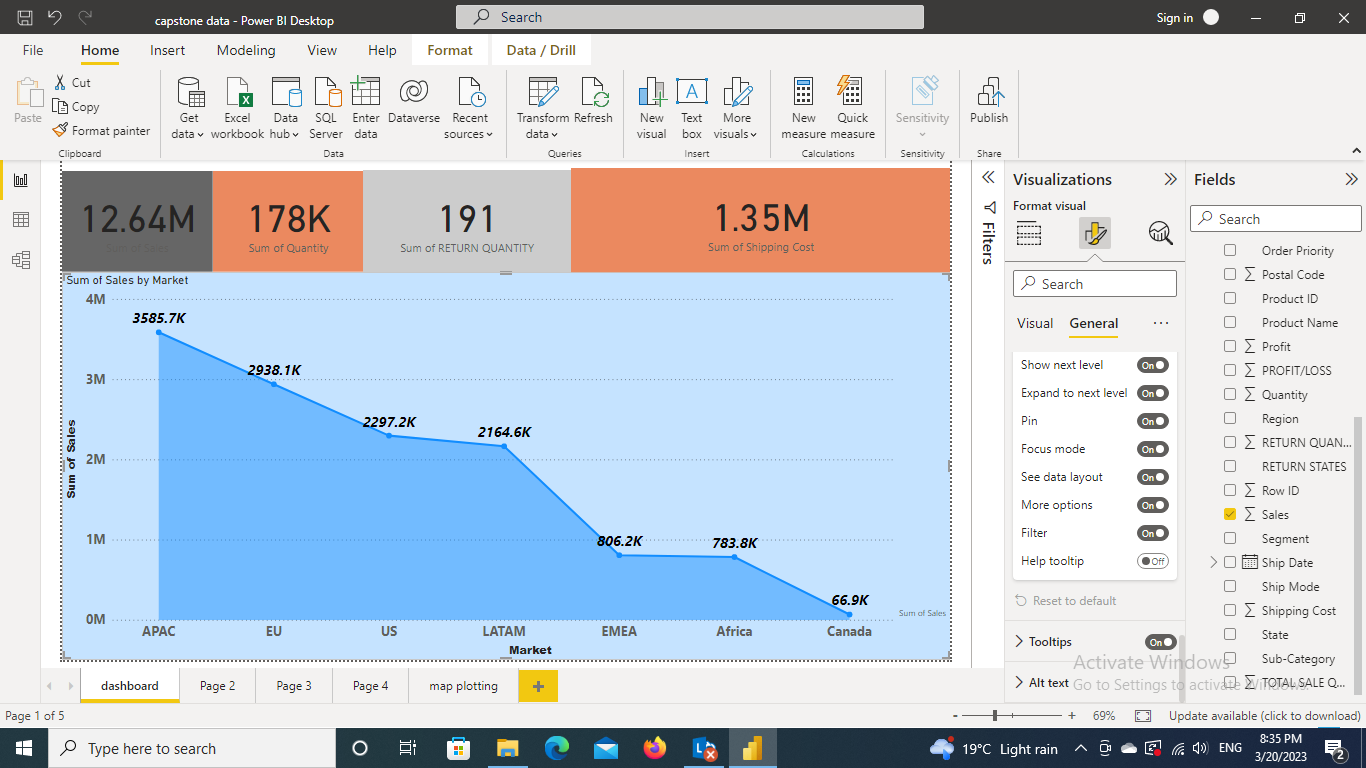 capstone data - Power BI Desktop
Search
Sign in
File
Home
Insert
Modeling
View
Help
Format
Data / Drill
Paste
Cut
Copy
Format painter
Clipboard
Get data
Excel workbook
Data hub
SQL Server
Enter data
Dataverse
Recent sources
Data
Transform data
Refresh
Queries
New visual
Text box
More visuals
Insert
New measure
Quick measure
Calculations
Sensitivity
Sensitivity
Publish
Share
12.64M
Sum of Sales
178K
Sum of Quantity
191
Sum of RETURN QUANTITY
1.35M
Sum of Shipping Cost
Sum of Sales by Market
4M
3M
2M
1M
0M
Sum of Sales
3585.7K
2938.1K
2297.2K
2164.6K
806.2K
783.8K
66.9K
Sum of Sales
APAC
EU
US
LATAM
EMEA
Africa
Canada
Market
Filters
Visualizations
Format visual
Search
Visual
General
Show next level On
Expand to next level On
Pin On
Focus mode On
See data layout On
More options On
Filter On
Help tooltip Off
Reset to default
Tooltips On
Alt text
Fields
Search
Order Priority
Postal Code
Product ID
Product Name
Profit
PROFIT/LOSS
Quantity
Region
RETURN QUAN...
RETURN STATES
Row ID
Sales
Segment
Ship Date
Ship Mode
Shipping Cost
State
Sub-Category
TOTAL SALE Q...
Activate Windows
Go to Settings to activate Windows.
dashboard
Page 2
Page 3
Page 4
map plotting
Page 1 of 5
- + 69%
Update available (click to download)
Type here to search
19°C Light rain
ENG
8:35 PM
3/20/2023
2